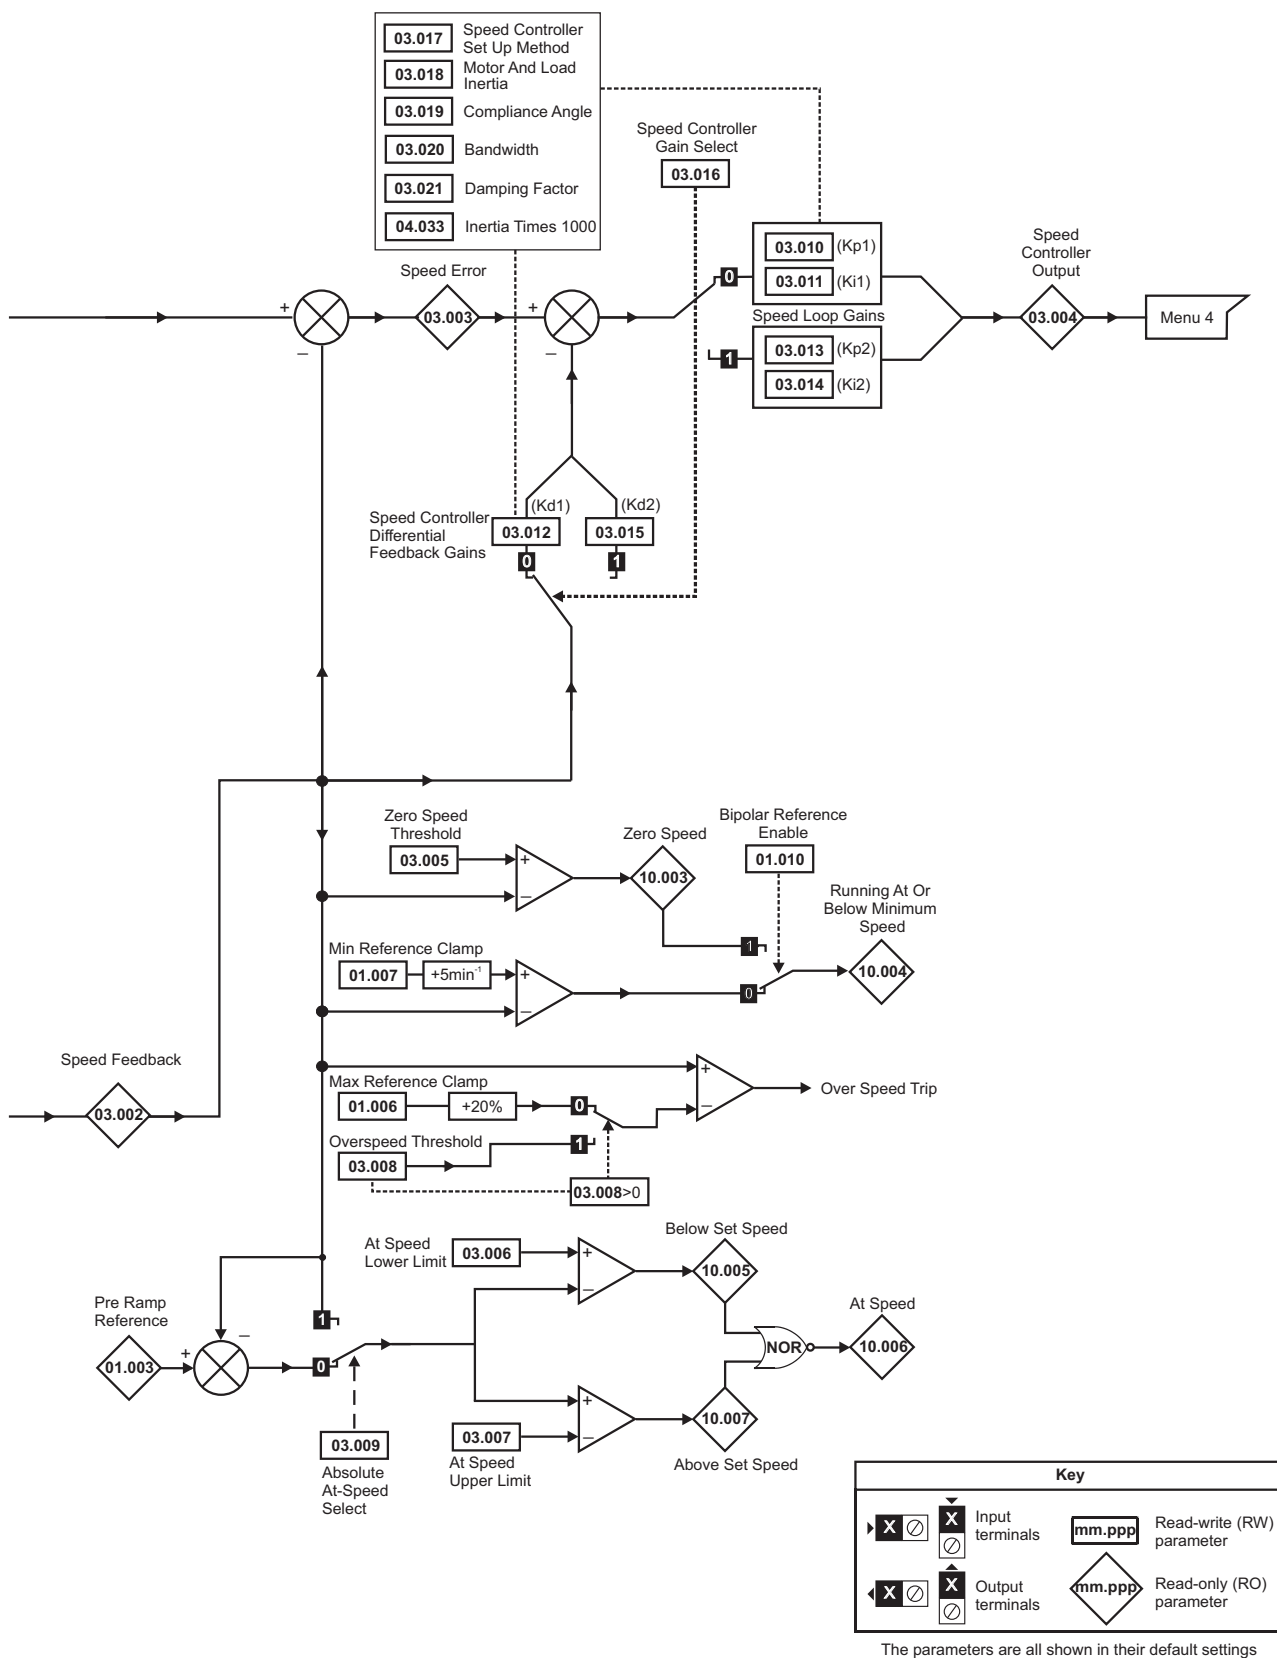 03.017 Speed Controller
Set Up Method
03.018 Motor And Load
Inertia
03.019 Compliance Angle
03.020 Bandwidth
03.021 Damping Factor
04.033 Inertia Times 1000
Speed Controller
Gain Select
03.016
Speed Error
+
03.003
+
–
–
0
03.010 (Kp1)
03.011 (Ki1)
Speed Loop Gains
1
03.013 (Kp2)
03.014 (Ki2)
Speed
Controller
Output
03.004
Menu 4
(Kd1)
(Kd2)
Speed Controller
Differential
Feedback Gains
03.012
03.015
0
1
Zero Speed
Threshold
03.005
+
–
Zero Speed
10.003
Bipolar Reference
Enable
01.010
Running At Or
Below Minimum
Speed
10.004
1
Min Reference Clamp
01.007
+5min⁻¹
+
–
0
Speed Feedback
03.002
Max Reference Clamp
01.006
+20%
0
+
–
Over Speed Trip
Overspeed Threshold
03.008
1
03.008>0
At Speed
Lower Limit
03.006
+
–
Below Set Speed
10.005
Pre Ramp
Reference
01.003
+
–
1
0
NOR
At Speed
10.006
03.009
Absolute
At-Speed
Select
03.007
At Speed
Upper Limit
+
–
10.007
Above Set Speed
Key
X
X
Input
terminals
mm.ppp
Read-write (RW)
parameter
X
X
Output
terminals
mm.ppp
Read-only (RO)
parameter
The parameters are all shown in their default settings